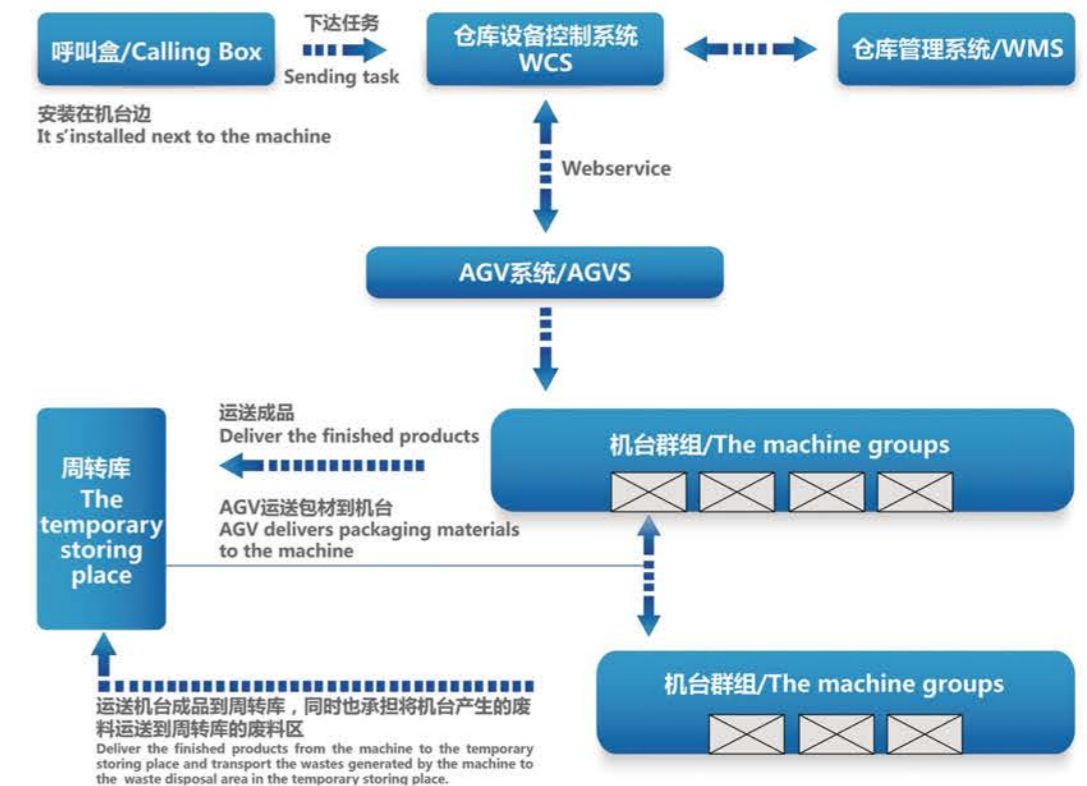 呼叫盒/Calling Box
下达任务
Sending task
仓库设备控制系统
WCS
仓库管理系统/WMS
安装在机台边
It s'installed next to the machine
Webservice
AGV系统/AGVS
周转库
The
temporary
storing
place
运送成品
Deliver the finished products
AGV运送包材到机台
AGV delivers packaging materials
to the machine
机台群组/The machine groups
机台群组/The machine groups
运送机台成品到周转库，同时也承担将机台产生的废
料运送到周转库的废料区
Deliver the finished products from the machine to the temporary
storing place and transport the wastes generated by the machine to
the waste disposal area in the temporary storing place.